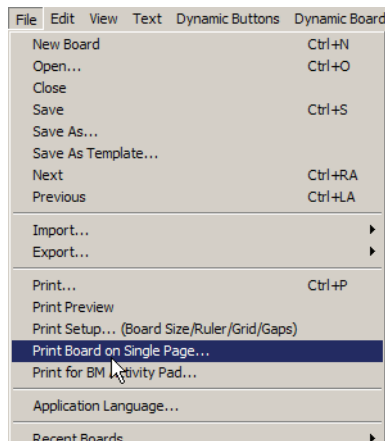 File Edit View Text Dynamic Buttons Dynamic Board
New Board Ctrl+N
Open... Ctrl+O
Close
Save Ctrl+S
Save As...
Save As Template...
Next Ctrl+RA
Previous Ctrl+LA
Import...
Export...
Print... Ctrl+P
Print Preview
Print Setup... (Board Size/Ruler/Grid/Gaps)
Print Board on Single Page...
Print for BM Activity Pad...
Application Language...
Recent Boards